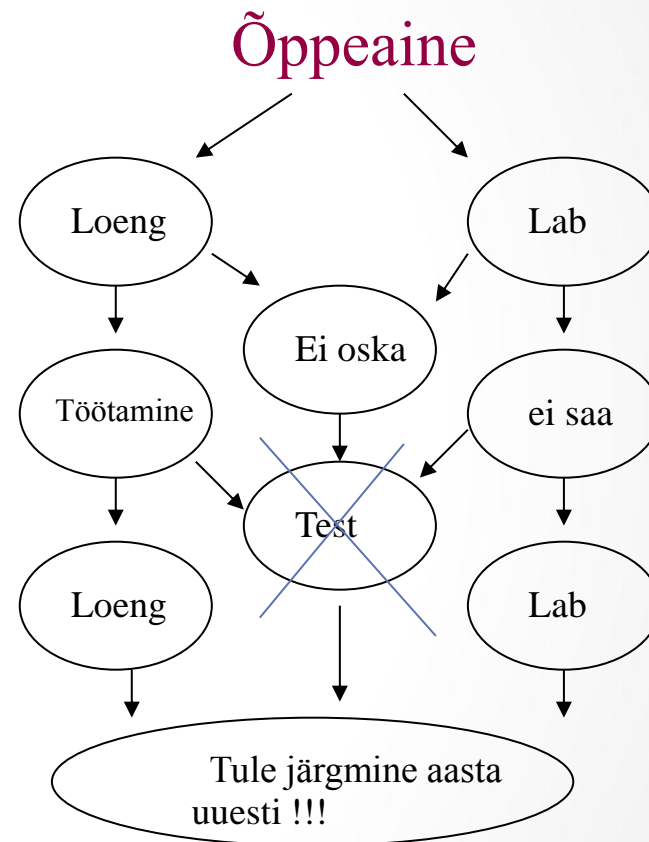 Õppeaine
Loeng
Lab
Ei oska
Töötamine
ei saa
Test
Loeng
Lab
Tule järgmine aasta
uuesti !!!